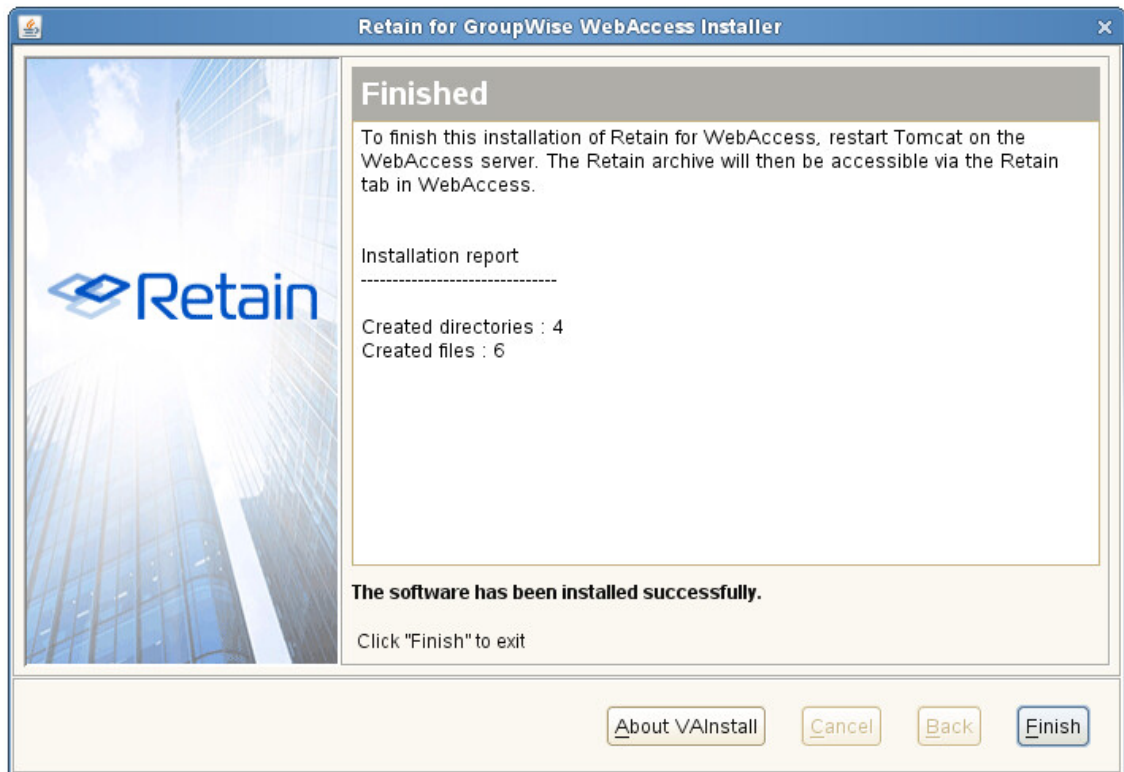 Retain for GroupWise WebAccess Installer
Finished
To finish this installation of Retain for WebAccess, restart Tomcat on the
WebAccess server. The Retain archive will then be accessible via the Retain
tab in WebAccess.
Installation report
-------------------------------
Created directories : 4
Created files : 6
Retain
The software has been installed successfully.
Click "Finish" to exit
About VAInstall
Cancel
Back
Finish